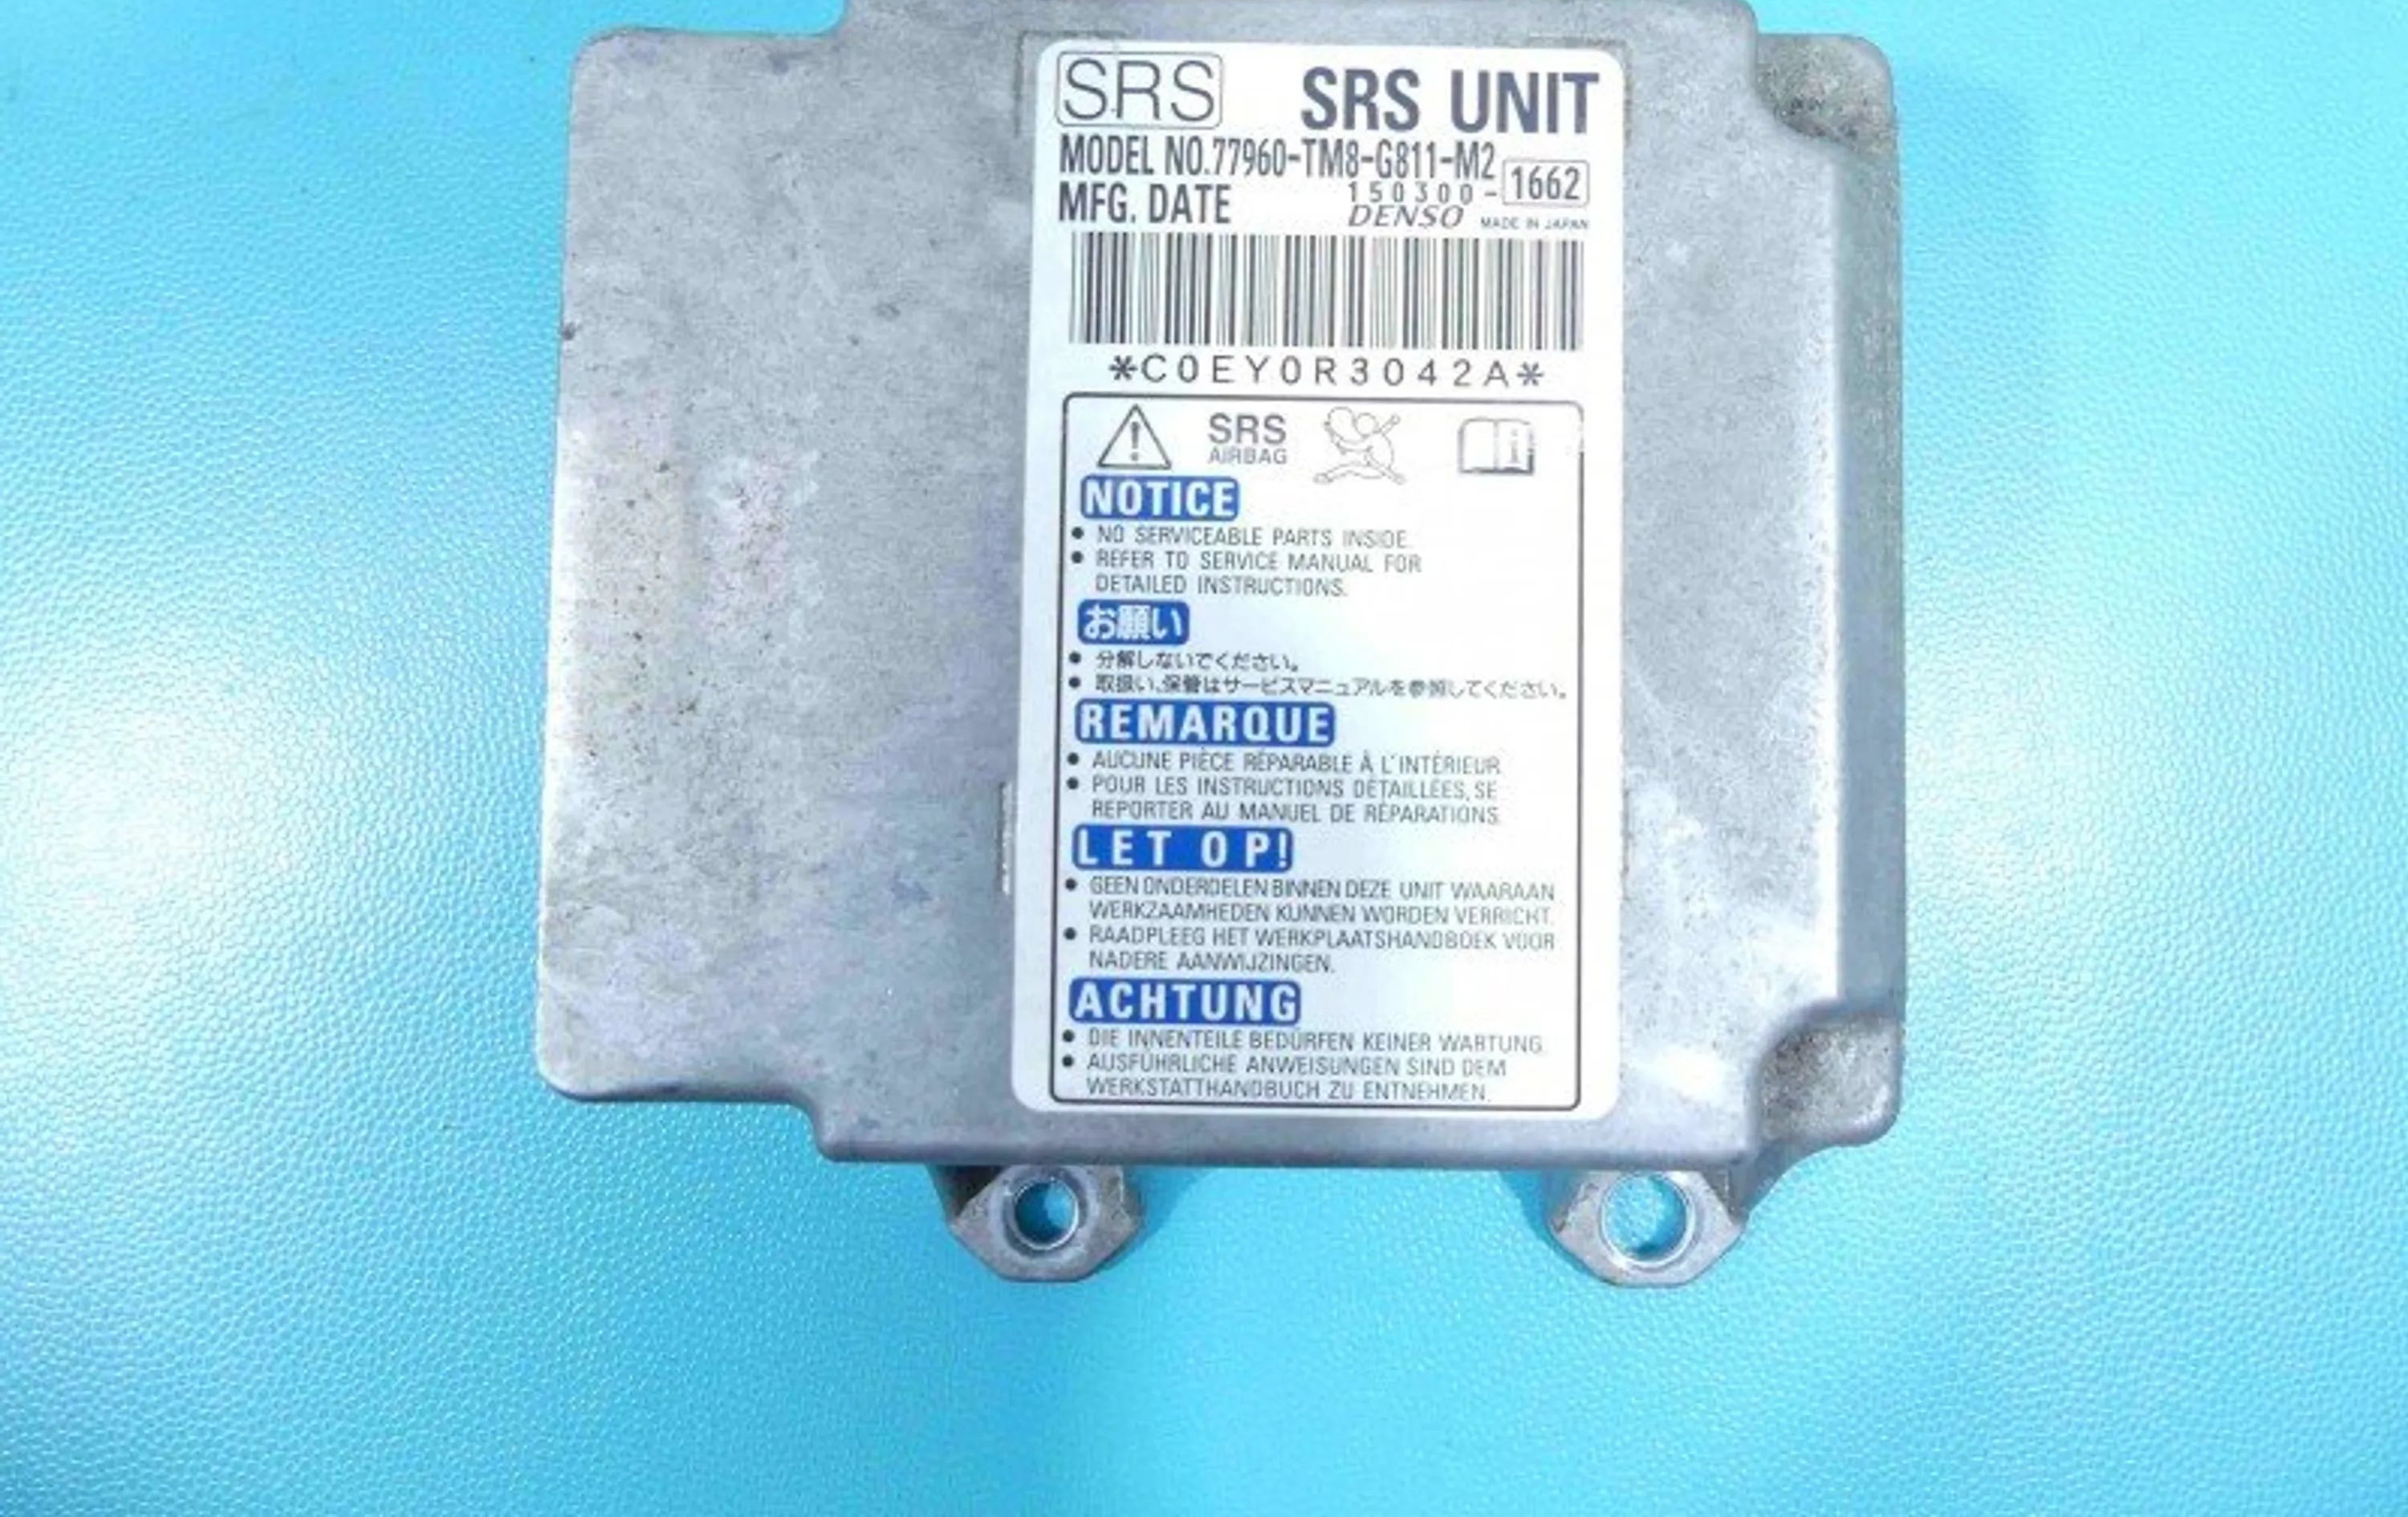 SRS SRS UNIT
MODEL NO.77960-TM8-G811-M2
150300-1662
MFG. DATE DENSO MADE IN JAPAN
*C0EY0R3042A*
SRS
AIRBAG
NOTICE
● NO SERVICEABLE PARTS INSIDE.
● REFER TO SERVICE MANUAL FOR
DETAILED INSTRUCTIONS.
お願い
● 分解しないでください。
● 取扱い、保管はサービスマニュアルを参照してください。
REMARQUE
● AUCUNE PIÈCE RÉPARABLE À L'INTÉRIEUR.
● POUR LES INSTRUCTIONS DÉTAILLÉES, SE
REPORTER AU MANUEL DE RÉPARATIONS.
LET OP!
● GEEN ONDERDELEN BINNEN DEZE UNIT WAARAAN
WERKZAAMHEDEN KUNNEN WORDEN VERRICHT.
● RAADPLEEG HET WERKPLAATSHANDBOEK VOOR
NADERE AANWIJZINGEN.
ACHTUNG
● DIE INNENTEILE BEDÜRFEN KEINER WARTUNG.
● AUSFÜHRLICHE ANWEISUNGEN SIND DEM
WERKSTATTHANDBUCH ZU ENTNEHMEN.